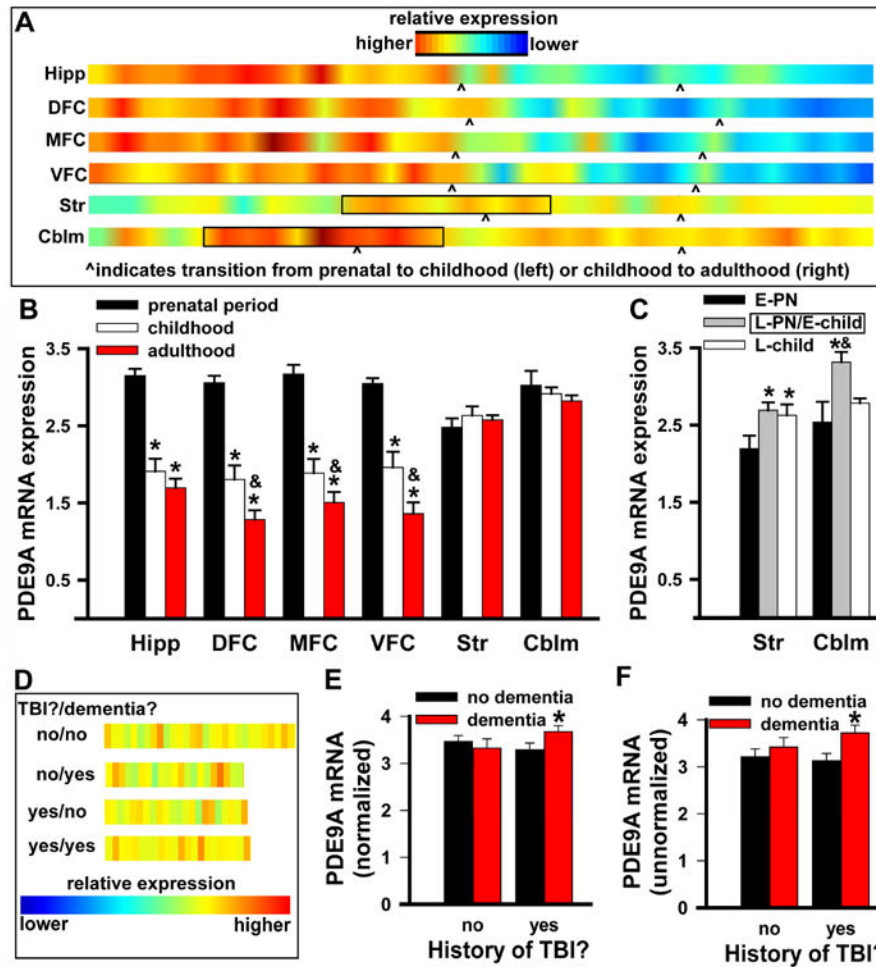 A
relative expression
higher lower
Hipp
^ ^
DFC
^ ^
MFC
^ ^
VFC
^ ^
Str
^ ^
Cblm
^ ^
^indicates transition from prenatal to childhood (left) or childhood to adulthood (right)
B
prenatal period
childhood
adulthood
PDE9A mRNA expression
3.5
2.5
1.5
0.5
* * * & * * & * * & *
Hipp DFC MFC VFC Str Cblm
C
E-PN
L-PN/E-child
L-child
PDE9A mRNA expression
3.5
2.5
1.5
0.5
* * *&
Str Cblm
D
TBI?/dementia?
no/no
no/yes
yes/no
yes/yes
relative expression
lower higher
E
no dementia
dementia
*
PDE9A mRNA
(normalized)
4
3
2
1
0
no yes
History of TBI?
F
no dementia
dementia
*
PDE9A mRNA
(unnormalized)
4
3
2
1
0
no yes
History of TBI?